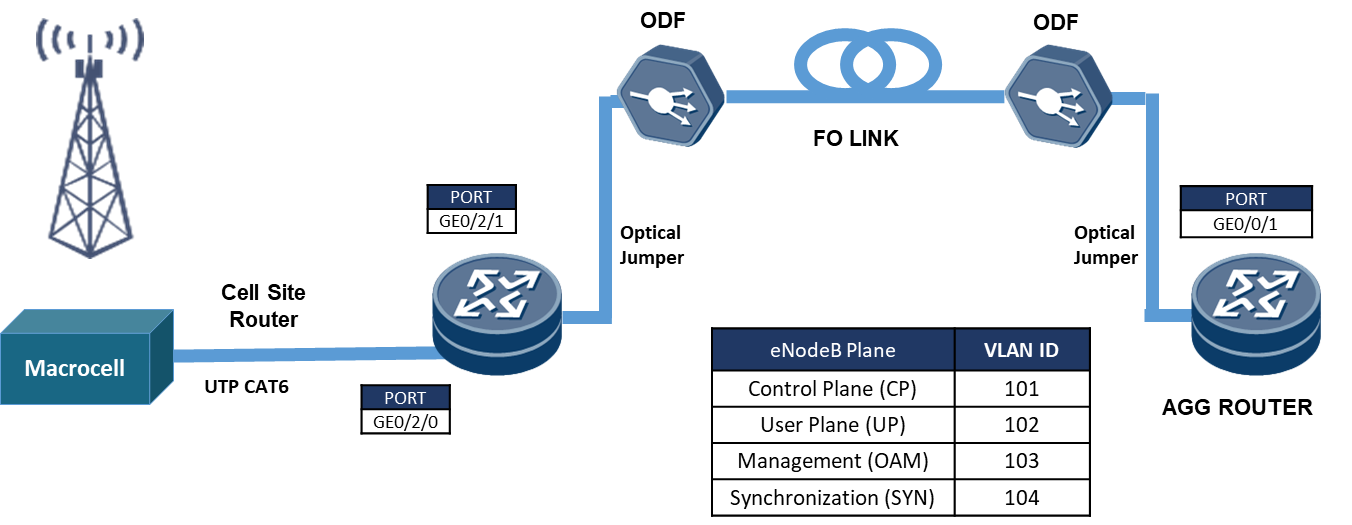 ODF
ODF
FO LINK
PORT
GE0/2/1
PORT
GE0/0/1
Optical
Jumper
Optical
Jumper
Cell Site
Router
Macrocell
UTP CAT6
PORT
GE0/2/0
AGG ROUTER
eNodeB Plane VLAN ID
Control Plane (CP) 101
User Plane (UP) 102
Management (OAM) 103
Synchronization (SYN) 104